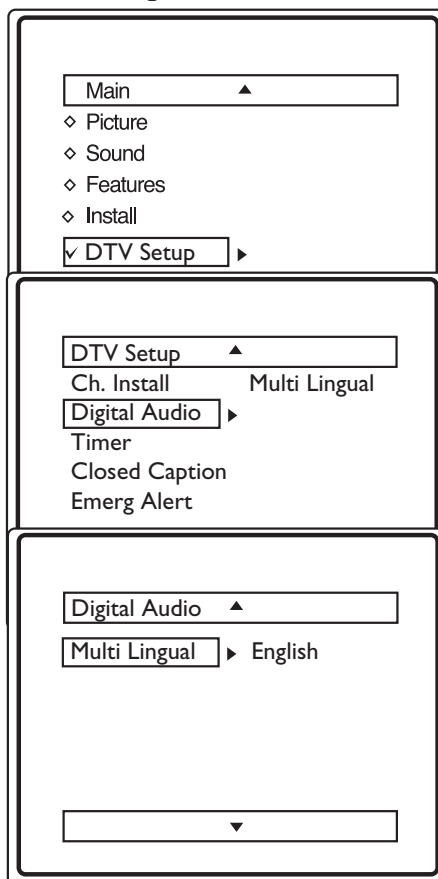 Main
Picture
Sound
Features
Install
DTV Setup
DTV Setup
Ch. Install Multi Lingual
Digital Audio
Timer
Closed Caption
Emerg Alert
Digital Audio
Multi Lingual English